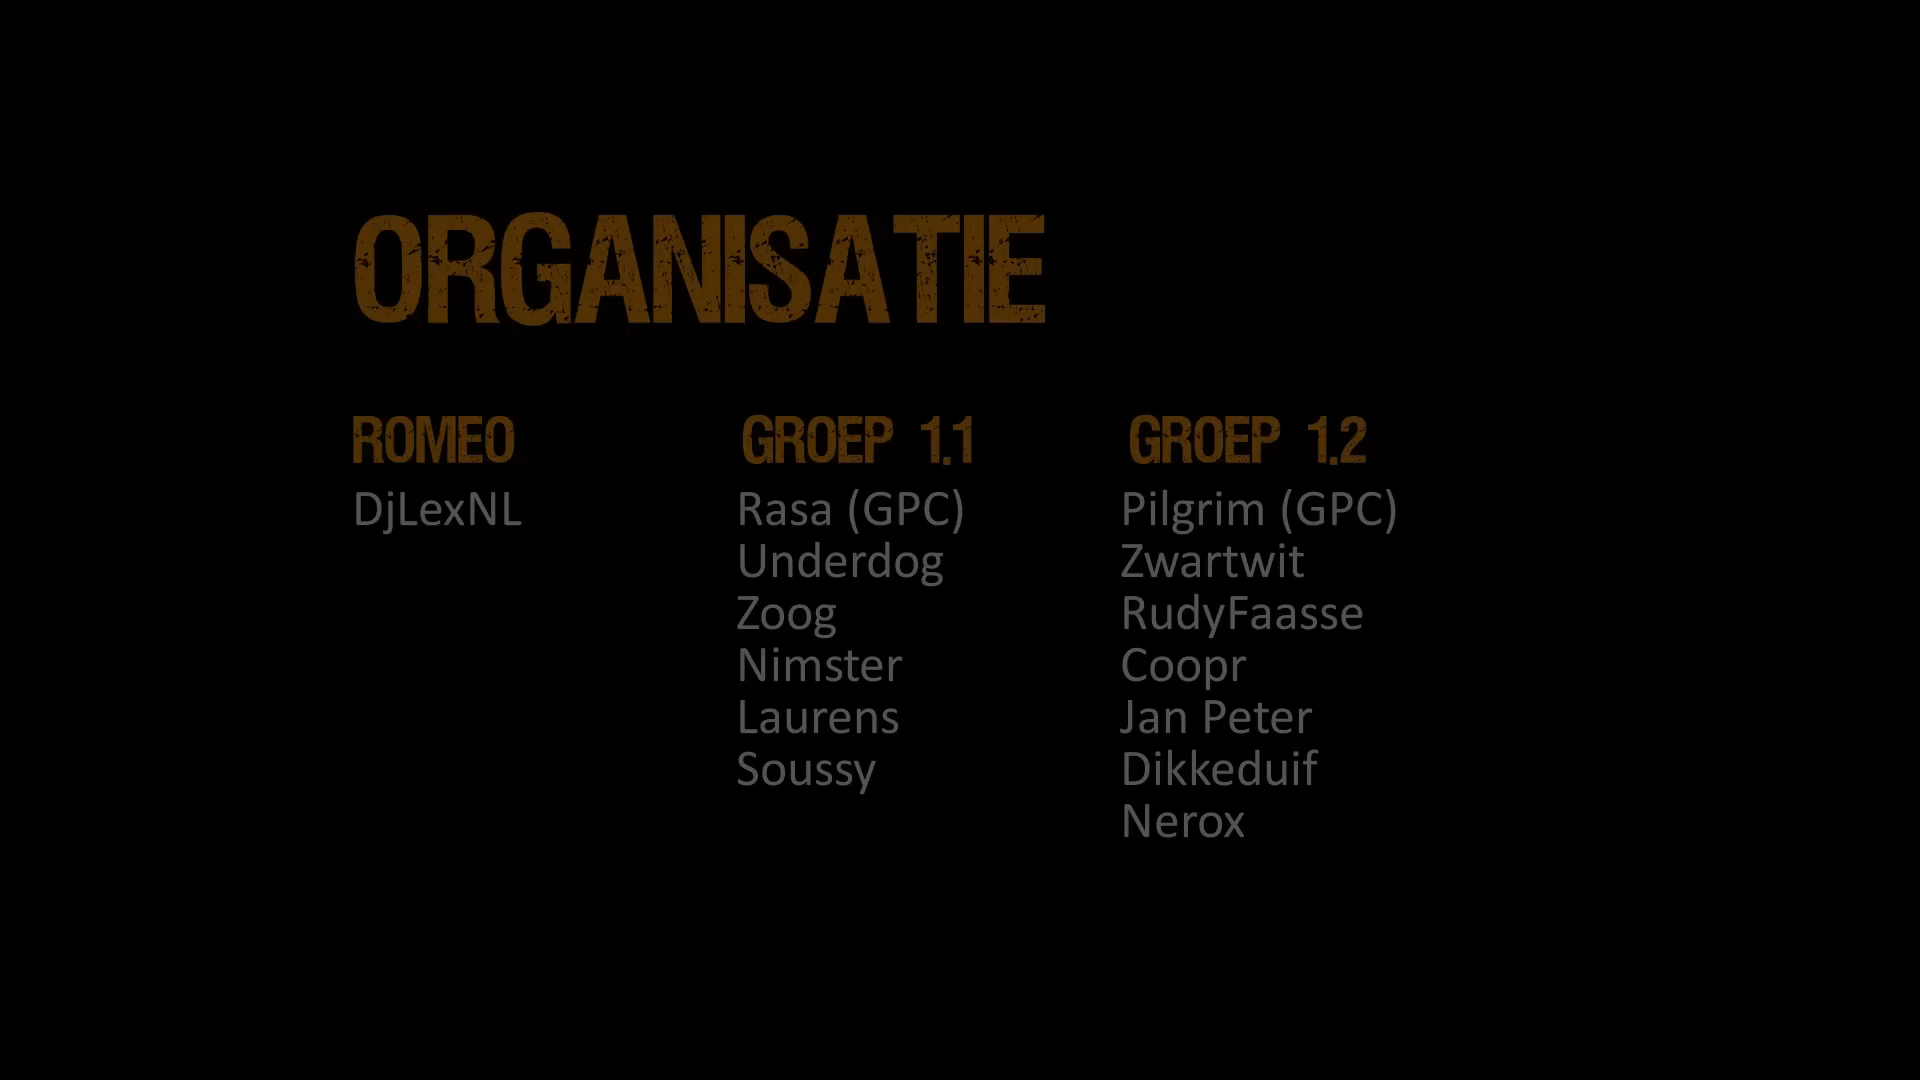 ORGANISATIE
ROMEO
DjLexNL
GROEP 1.1
Rasa (GPC)
Underdog
Zoog
Nimster
Laurens
Soussy
GROEP 1.2
Pilgrim (GPC)
Zwartwit
RudyFaasse
Coopr
Jan Peter
Dikkeduif
Nerox